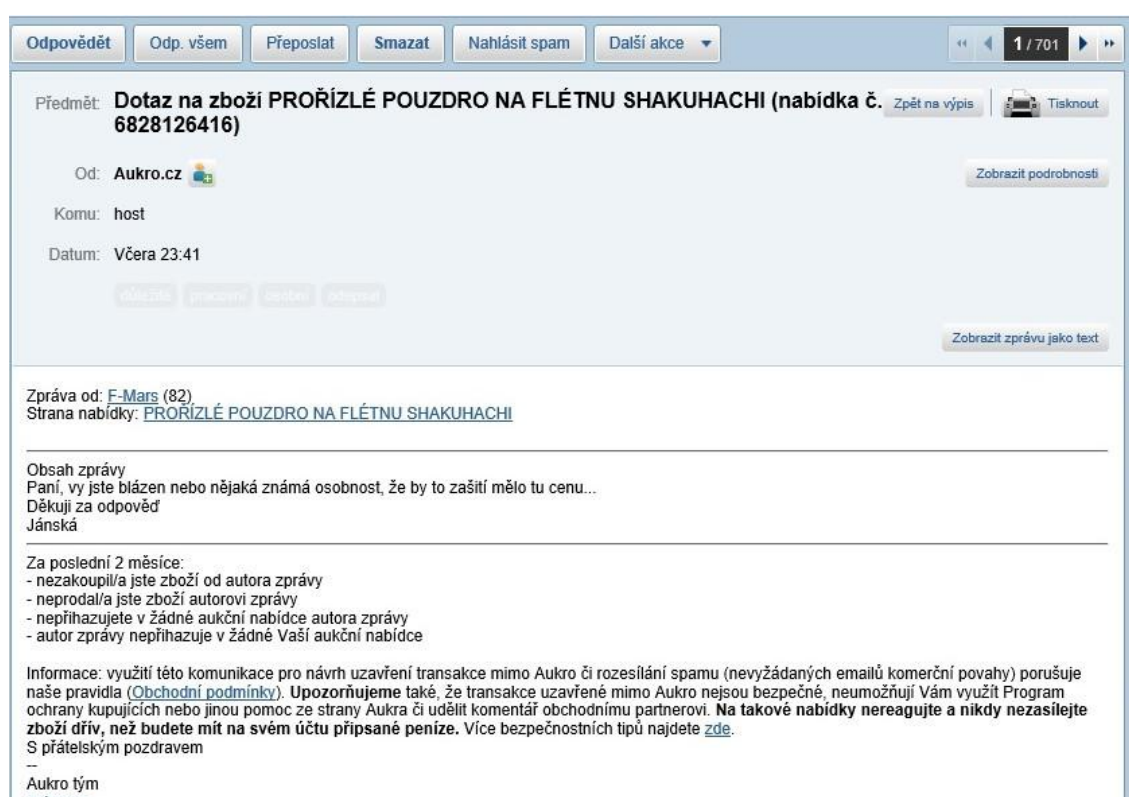 Odpovědět Odp. všem Přeposlat Smazat Nahlásit spam Další akce 1 / 701
Předmět: Dotaz na zboží PROŘÍZLÉ POUZDRO NA FLÉTNU SHAKUHACHI (nabídka č. Zpět na výpis Tisknout
6828126416)
Od: Aukro.cz Zobrazit podrobnosti
Komu: host
Datum: Včera 23:41
důležité pracovní osobní odepsat
Zobrazit zprávu jako text
Zpráva od: F-Mars (82)
Strana nabídky: PROŘÍZLÉ POUZDRO NA FLÉTNU SHAKUHACHI
Obsah zprávy
Paní, vy jste blázen nebo nějaká známá osobnost, že by to zašití mělo tu cenu...
Děkuji za odpověď
Jánská
Za poslední 2 měsíce:
- nezakoupil/a jste zboží od autora zprávy
- neprodal/a jste zboží autorovi zprávy
- nepřihazujete v žádné aukční nabídce autora zprávy
- autor zprávy nepřihazuje v žádné Vaší aukční nabídce
Informace: využití této komunikace pro návrh uzavření transakce mimo Aukro či rozesílání spamu (nevyžádaných emailů komerční povahy) porušuje
naše pravidla (Obchodní podmínky). Upozorňujeme také, že transakce uzavřené mimo Aukro nejsou bezpečné, neumožňují Vám využít Program
ochrany kupujících nebo jinou pomoc ze strany Aukra či udělit komentář obchodnímu partnerovi. Na takové nabídky nereagujte a nikdy nezasílejte
zboží dřív, než budete mít na svém účtu připsané peníze. Více bezpečnostních tipů najdete zde.
S přátelským pozdravem
--
Aukro tým